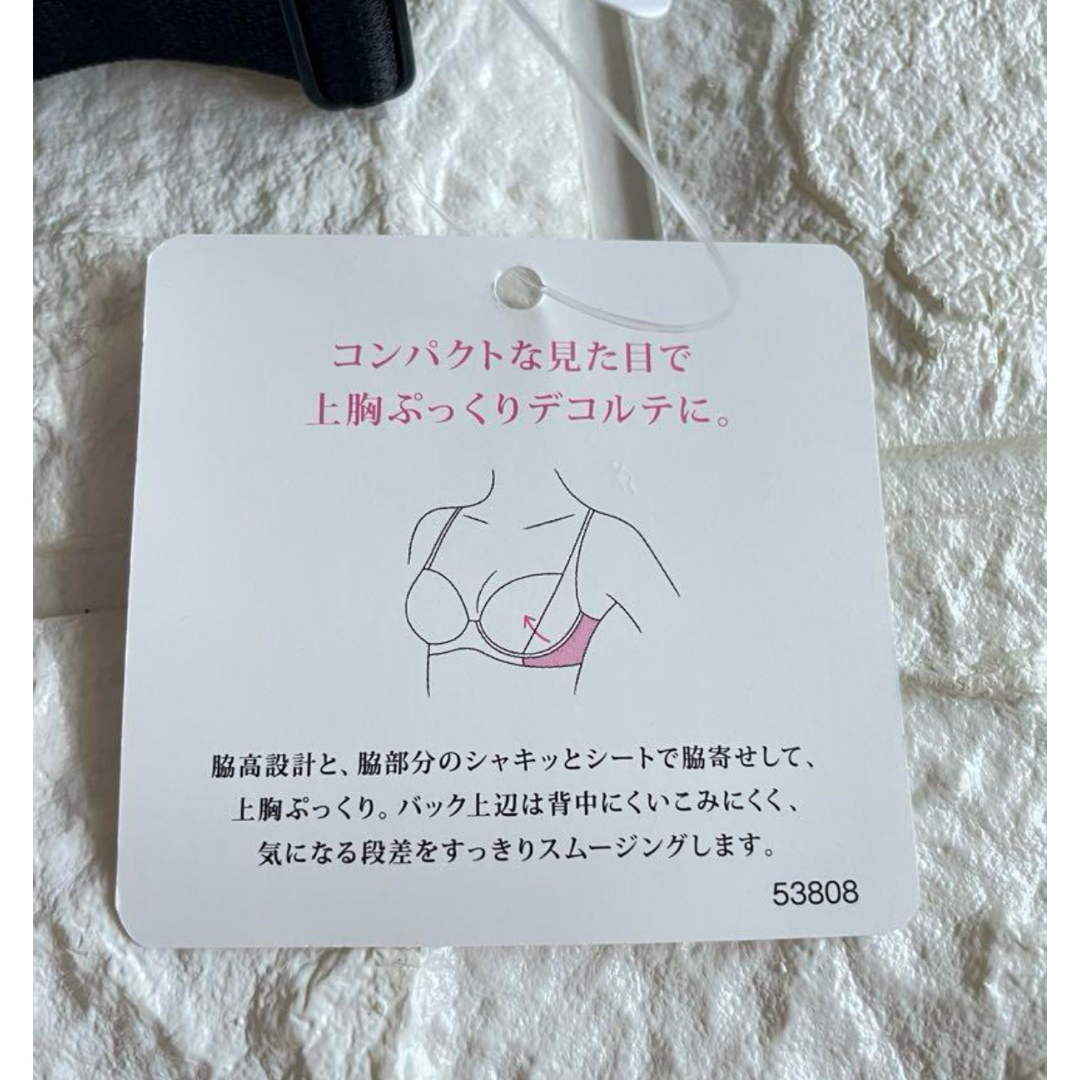 コンパクトな見た目で
上胸ぷっくりデコルテに。
脇高設計と、脇部分のシャキッとシートで脇寄せして、
上胸ぷっくり。バック上辺は背中にくいこみにくく、
気になる段差をすっきりスムージングします。
53808